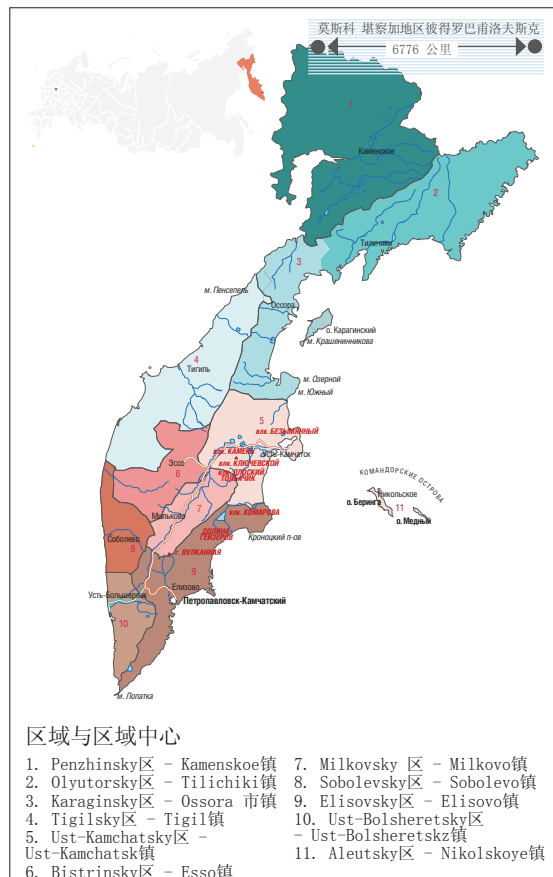 莫斯科 堪察加地区彼得罗巴甫洛夫斯克
6776 公里
1
Каменское
2
Тиличики
3
м. Пенсепель
Оссора
о. Карагинский
м. Крашенинникова
4
Тигиль
м. Озерной
м. Южный
5
влк. БЕЗЫМЯННЫЙ
влк. КАМЕНЬ
Усть-Камчатск
Эссо
влк. КЛЮЧЕВСКОЙ
6
влк. ПЛОСКИЙ
ТОЛБАЧИК
КОМАНДОРСКИЕ ОСТРОВА
Никольское
о. Беринга
11
о. Медный
7
Мильково
влк. КОМАРОВА
Соболево
8
ДОЛИНА
ГЕЙЗЕРОВ
Кроноцкий п-ов
г. ВУЛКАННАЯ
9
Елизово
Усть-Большерецк
Петропавловск-Камчатский
10
м. Лопатка
区域与区域中心
1. Penzhinsky区 - Kamenskoe镇
2. Olyutorsky区 - Tilichiki镇
3. Karaginsky区 - Ossora 市镇
4. Tigilsky区 - Tigil镇
5. Ust-Kamchatsky区 -
Ust-Kamchatsk镇
6. Bistrinsky区 - Esso镇
7. Milkovsky 区 - Milkovo镇
8. Sobolevsky区 - Sobolevo镇
9. Elisovsky区 - Elisovo镇
10. Ust-Bolsheretsky区
- Ust-Bolsheretskz镇
11. Aleutsky区 - Nikolskoye镇